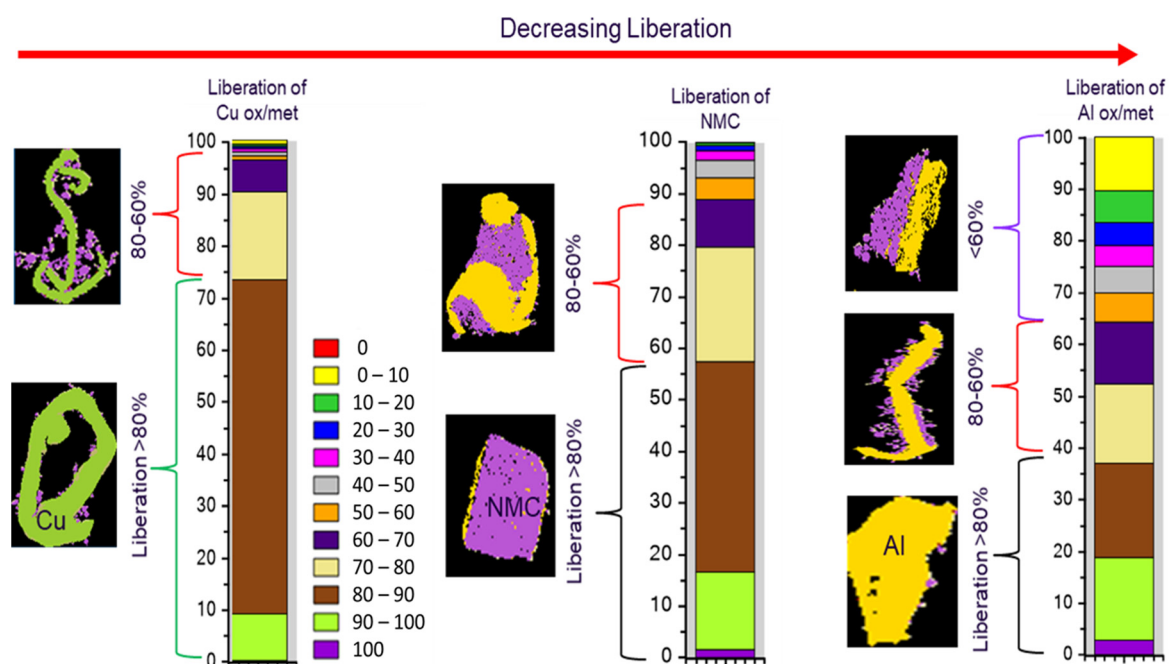 Decreasing Liberation
Liberation of
Cu ox/met
100
90
80
70
60
50
40
30
20
10
0
80-60%
Liberation >80%
Cu
0
0 – 10
10 – 20
20 – 30
30 – 40
40 – 50
50 – 60
60 – 70
70 – 80
80 – 90
90 – 100
100
Liberation of
NMC
100
90
80
70
60
50
40
30
20
10
0
80-60%
Liberation >80%
NMC
Liberation of
Al ox/met
100
90
80
70
60
50
40
30
20
10
0
<60%
80-60%
Liberation >80%
Al